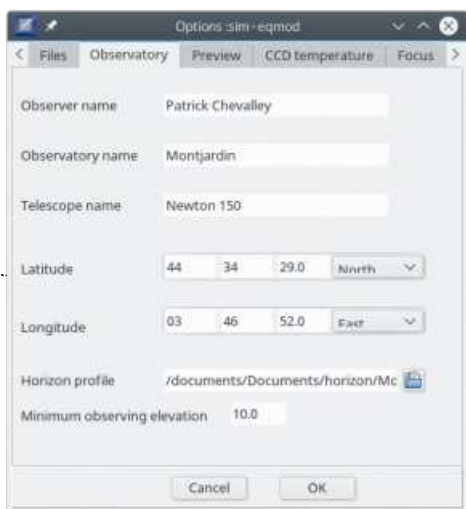 Options :sim-eqmod
Files Observatory Preview CCD temperature Focus
Observer name Patrick Chevalley
Observatory name Montjardin
Telescope name Newton 150
Latitude 44 34 29.0 North
Longitude 03 46 52.0 East
Horizon profile /documents/Documents/horizon/Mc
Minimum observing elevation 10.0
Cancel OK